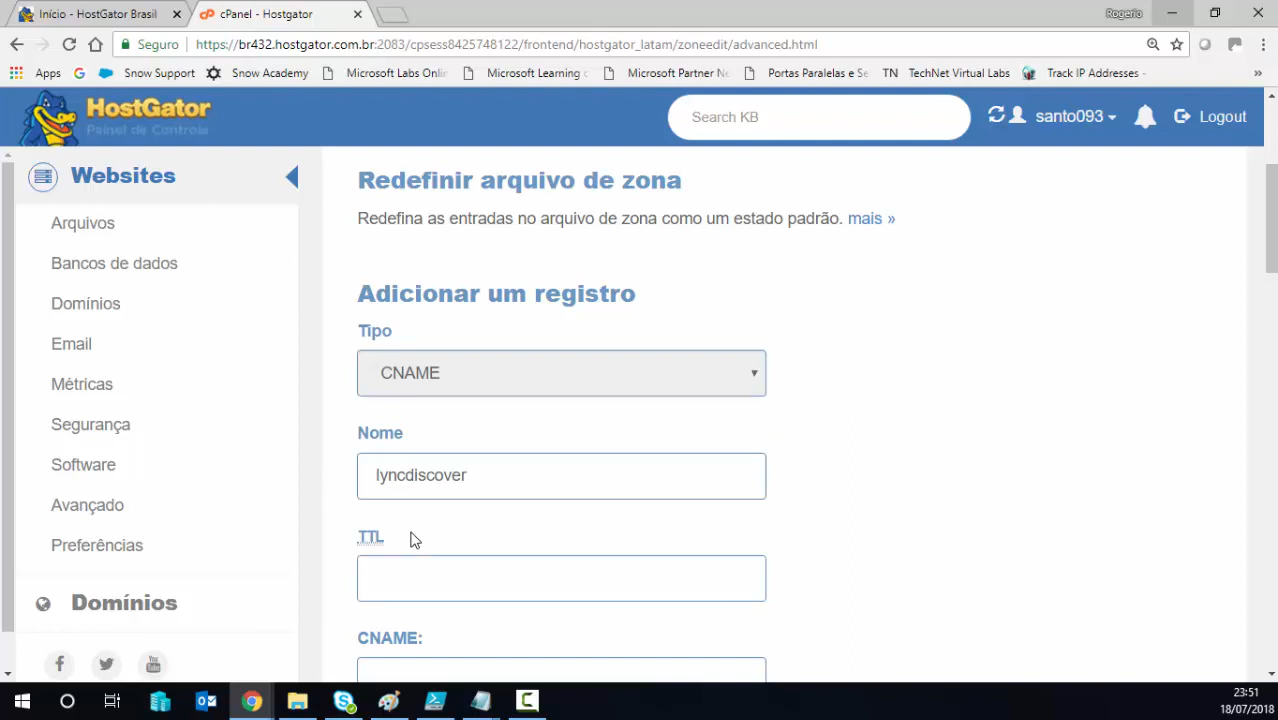 Início - HostGator Brasil
cPanel - Hostgator
Rogerio
Seguro
https://br432.hostgator.com.br:2083/cpsess8425748122/frontend/hostgator_latam/zoneedit/advanced.html
Apps
Snow Support
Snow Academy
Microsoft Labs Onlin
Microsoft Learning c
Microsoft Partner Ne
Portas Paralelas e Se
TN TechNet Virtual Labs
Track IP Addresses -
»
HostGator
Painel de Controle
Search KB
santo093
Logout
Websites
Arquivos
Bancos de dados
Domínios
Email
Métricas
Segurança
Software
Avançado
Preferências
Domínios
Redefinir arquivo de zona
Redefina as entradas no arquivo de zona como um estado padrão. mais »
Adicionar um registro
Tipo
CNAME
Nome
lyncdiscover
TTL
CNAME:
23:51
18/07/2018